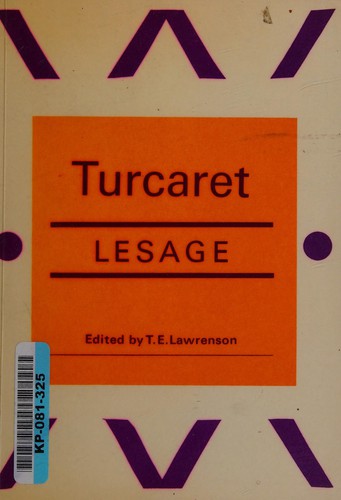 Turcaret
LESAGE
Edited by T.E.Lawrenson
KP-081-325